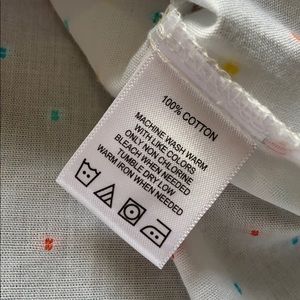 100% COTTON
MACHINE WASH WARM
WITH LIKE COLORS
ONLY NON CHLORINE
BLEACH WHEN NEEDED
TUMBLE DRY LOW
WARM IRON WHEN NEEDED